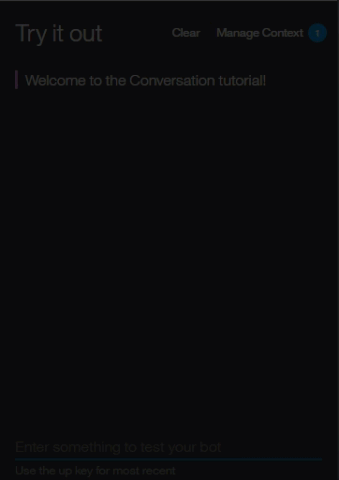 Try it out
Clear Manage Context 1
Welcome to the Conversation tutorial!
Enter something to test your bot
Use the up key for most recent